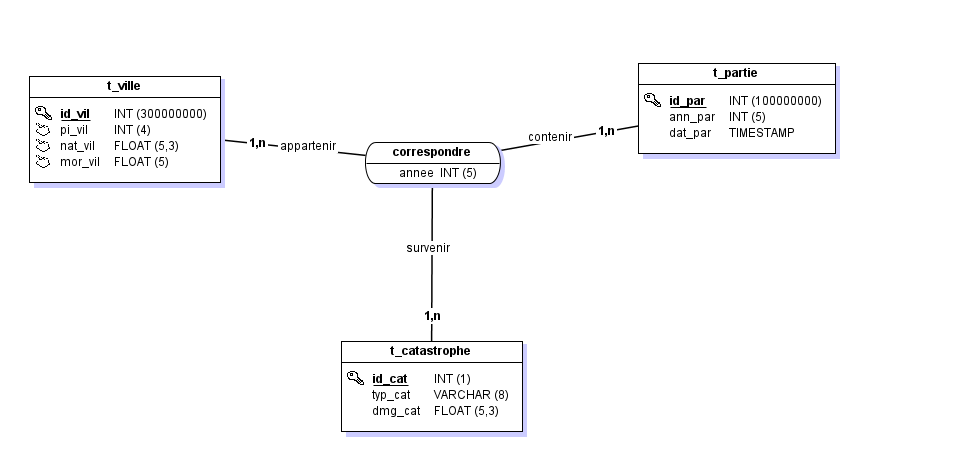 t_ville
id_vil INT (300000000)
pi_vil INT (4)
nat_vil FLOAT (5,3)
mor_vil FLOAT (5)
t_partie
id_par INT (100000000)
ann_par INT (5)
dat_par TIMESTAMP
1,n appartenir
contenir 1,n
correspondre
annee INT (5)
survenir
1,n
t_catastrophe
id_cat INT (1)
typ_cat VARCHAR (8)
dmg_cat FLOAT (5,3)